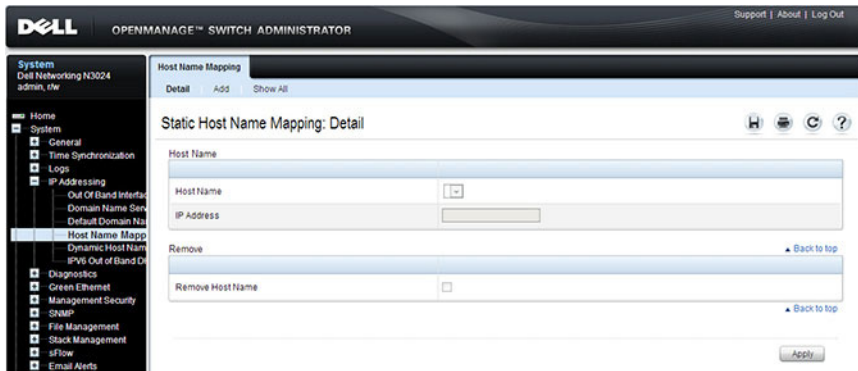 DELL
OPENMANAGE™ SWITCH ADMINISTRATOR
Support | About | Log Out
System
Dell Networking N3024
admin, r/w
Home
System
General
Time Synchronization
Logs
IP Addressing
Out Of Band Interfac
Domain Name Serv
Default Domain Na
Host Name Mapp
Dynamic Host Nam
IPV6 Out of Band D
Diagnostics
Green Ethernet
Management Security
SNMP
File Management
Stack Management
sFlow
Email Alerts
Host Name Mapping
Detail Add Show All
Static Host Name Mapping: Detail
Host Name
Host Name
IP Address
Remove
Back to top
Remove Host Name
Back to top
Apply